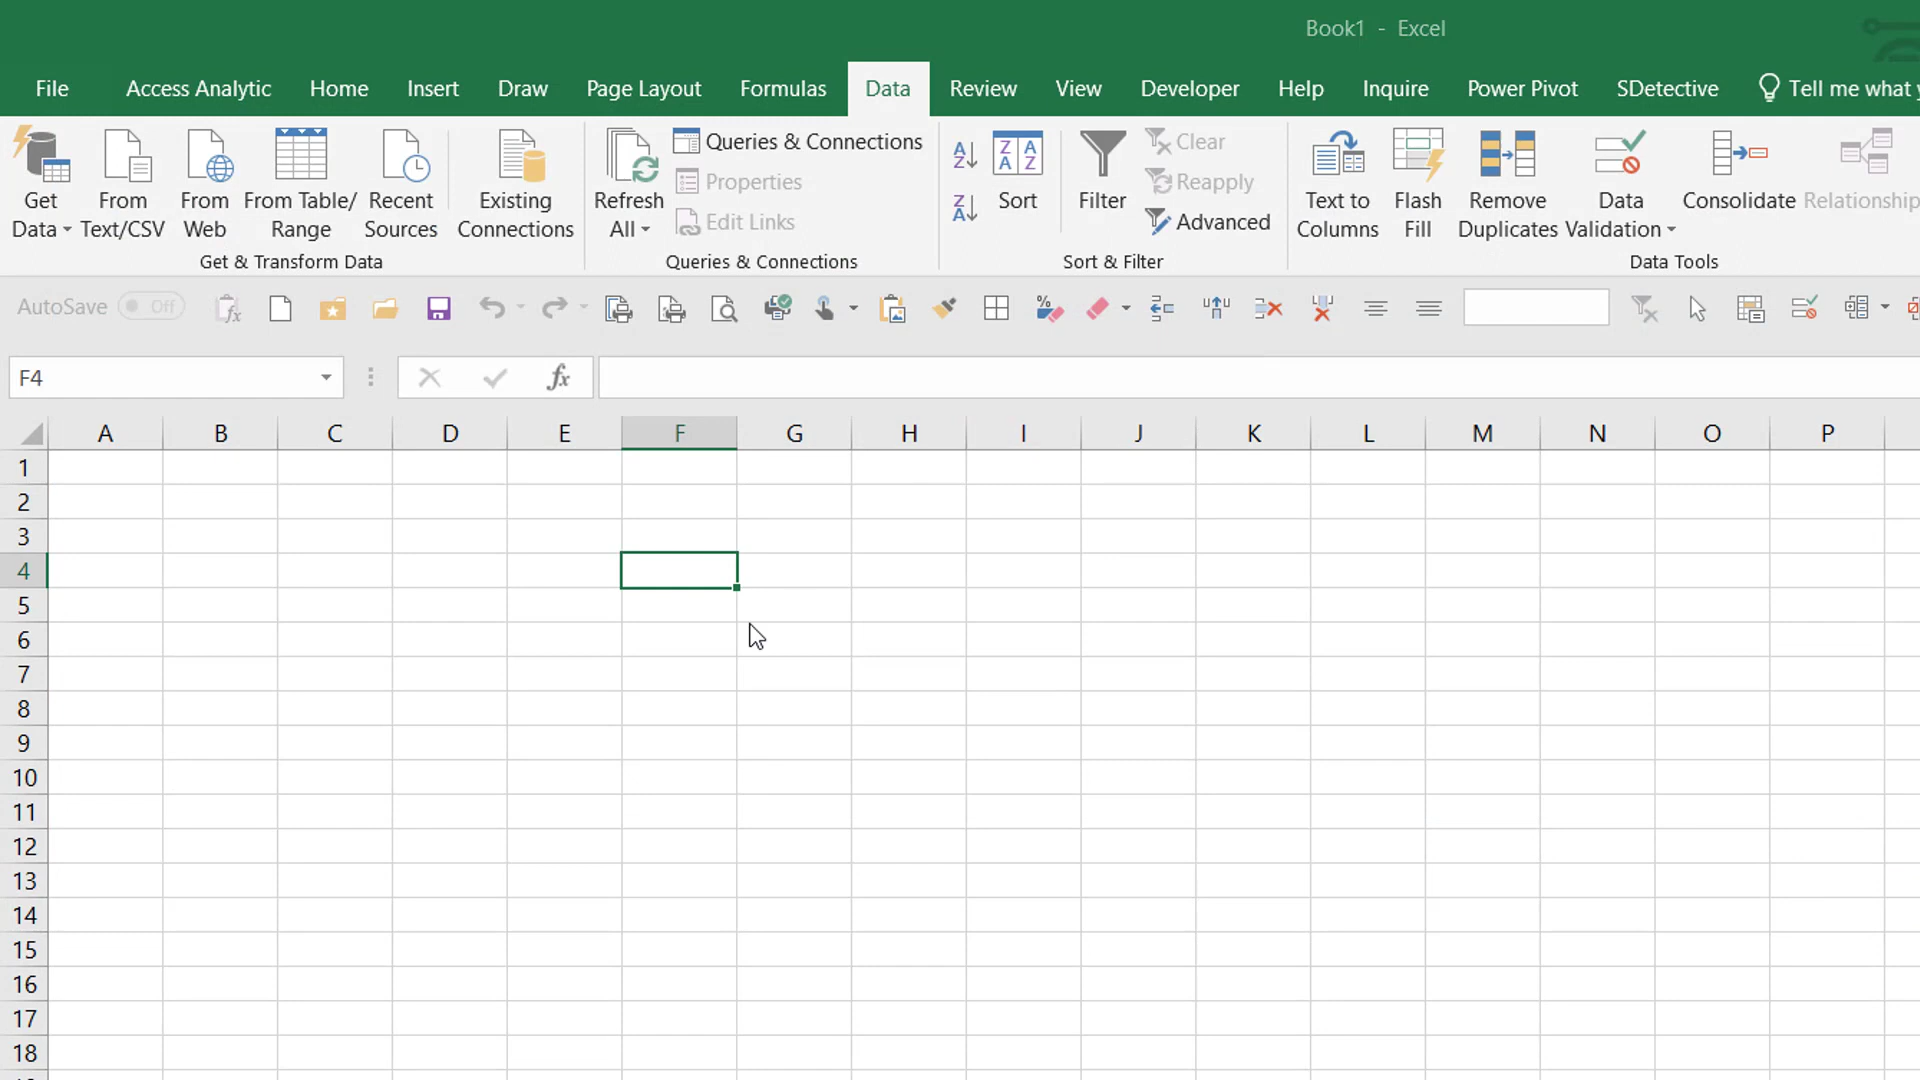 Book1 - Excel
File Access Analytic Home Insert Draw Page Layout Formulas Data Review View Developer Help Inquire Power Pivot SDetective Tell me what
Get Data
From Text/CSV
From Web
From Table/ Range
Recent Sources
Existing Connections
Get & Transform Data
Refresh All
Queries & Connections
Properties
Edit Links
Queries & Connections
Sort
Filter
Clear
Reapply
Advanced
Sort & Filter
Text to Columns
Flash Fill
Remove Duplicates
Data Validation
Consolidate
Relationship
Data Tools
AutoSave Off
F4 fx
A B C D E F G H I J K L M N O P
1
2
3
4
5
6
7
8
9
10
11
12
13
14
15
16
17
18